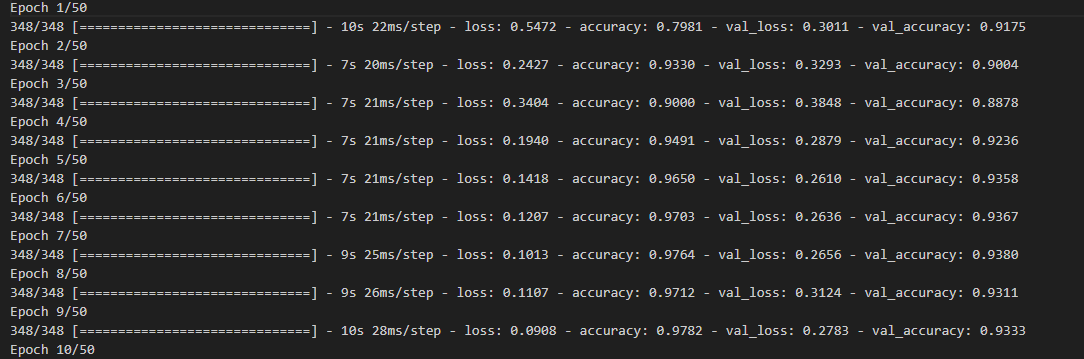 Epoch 1/50
348/348 [==============================] - 10s 22ms/step - loss: 0.5472 - accuracy: 0.7981 - val_loss: 0.3011 - val_accuracy: 0.9175
Epoch 2/50
348/348 [==============================] - 7s 20ms/step - loss: 0.2427 - accuracy: 0.9330 - val_loss: 0.3293 - val_accuracy: 0.9004
Epoch 3/50
348/348 [==============================] - 7s 21ms/step - loss: 0.3404 - accuracy: 0.9000 - val_loss: 0.3848 - val_accuracy: 0.8878
Epoch 4/50
348/348 [==============================] - 7s 21ms/step - loss: 0.1940 - accuracy: 0.9491 - val_loss: 0.2879 - val_accuracy: 0.9236
Epoch 5/50
348/348 [==============================] - 7s 21ms/step - loss: 0.1418 - accuracy: 0.9650 - val_loss: 0.2610 - val_accuracy: 0.9358
Epoch 6/50
348/348 [==============================] - 7s 21ms/step - loss: 0.1207 - accuracy: 0.9703 - val_loss: 0.2636 - val_accuracy: 0.9367
Epoch 7/50
348/348 [==============================] - 9s 25ms/step - loss: 0.1013 - accuracy: 0.9764 - val_loss: 0.2656 - val_accuracy: 0.9380
Epoch 8/50
348/348 [==============================] - 9s 26ms/step - loss: 0.1107 - accuracy: 0.9712 - val_loss: 0.3124 - val_accuracy: 0.9311
Epoch 9/50
348/348 [==============================] - 10s 28ms/step - loss: 0.0908 - accuracy: 0.9782 - val_loss: 0.2783 - val_accuracy: 0.9333
Epoch 10/50